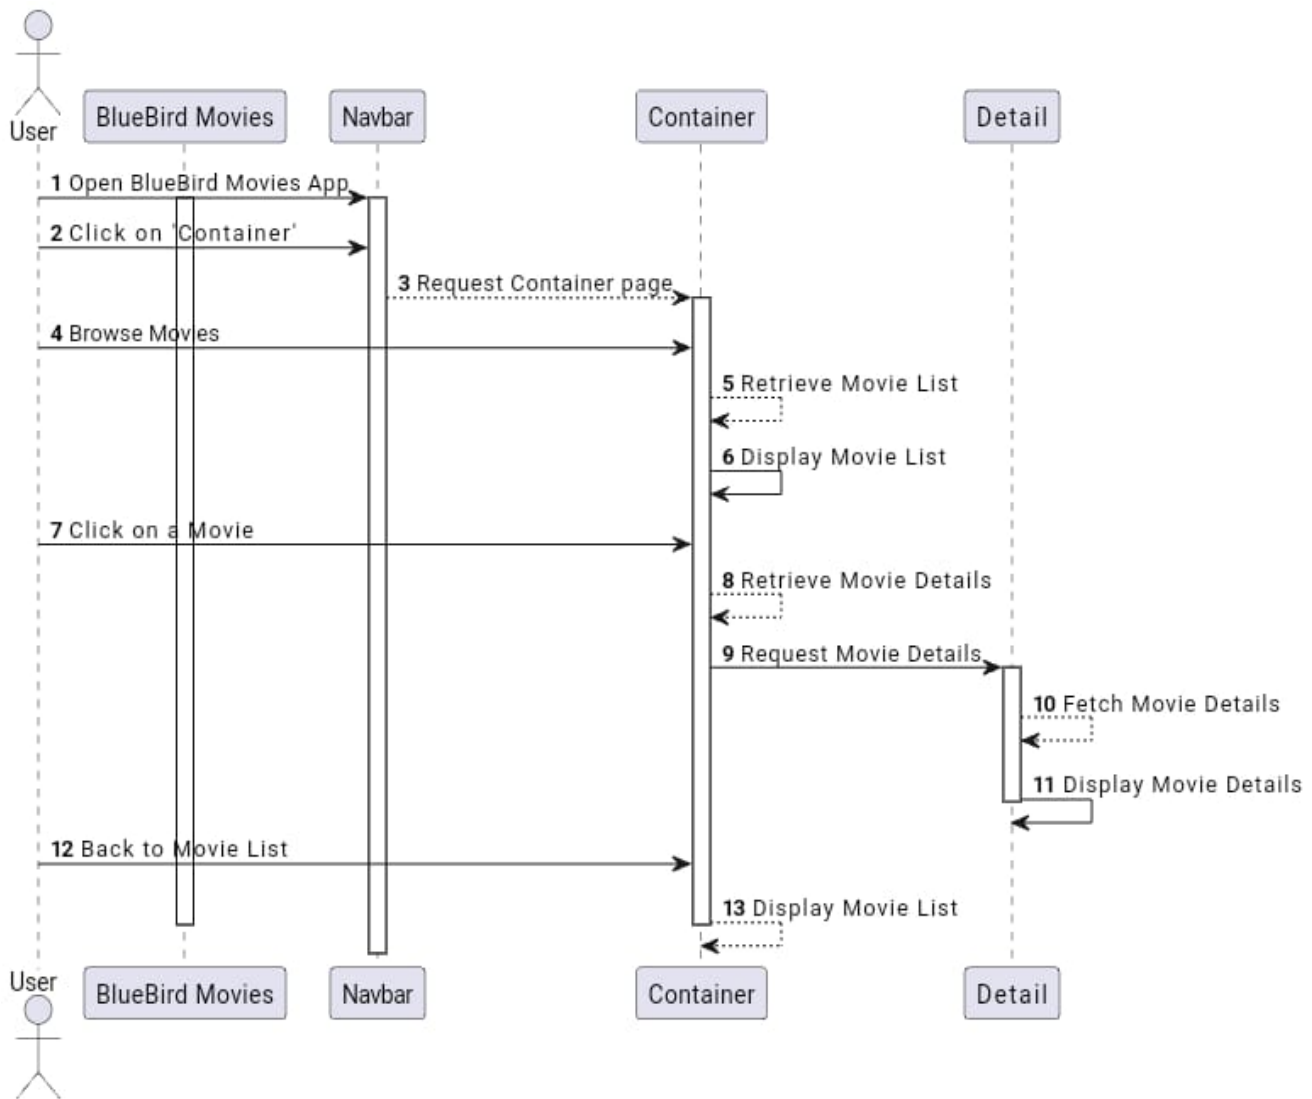 User
BlueBird Movies
Navbar
Container
Detail
1 Open BlueBird Movies App
2 Click on 'Container'
3 Request Container page
4 Browse Movies
5 Retrieve Movie List
6 Display Movie List
7 Click on a Movie
8 Retrieve Movie Details
9 Request Movie Details
10 Fetch Movie Details
11 Display Movie Details
12 Back to Movie List
13 Display Movie List
User
BlueBird Movies
Navbar
Container
Detail